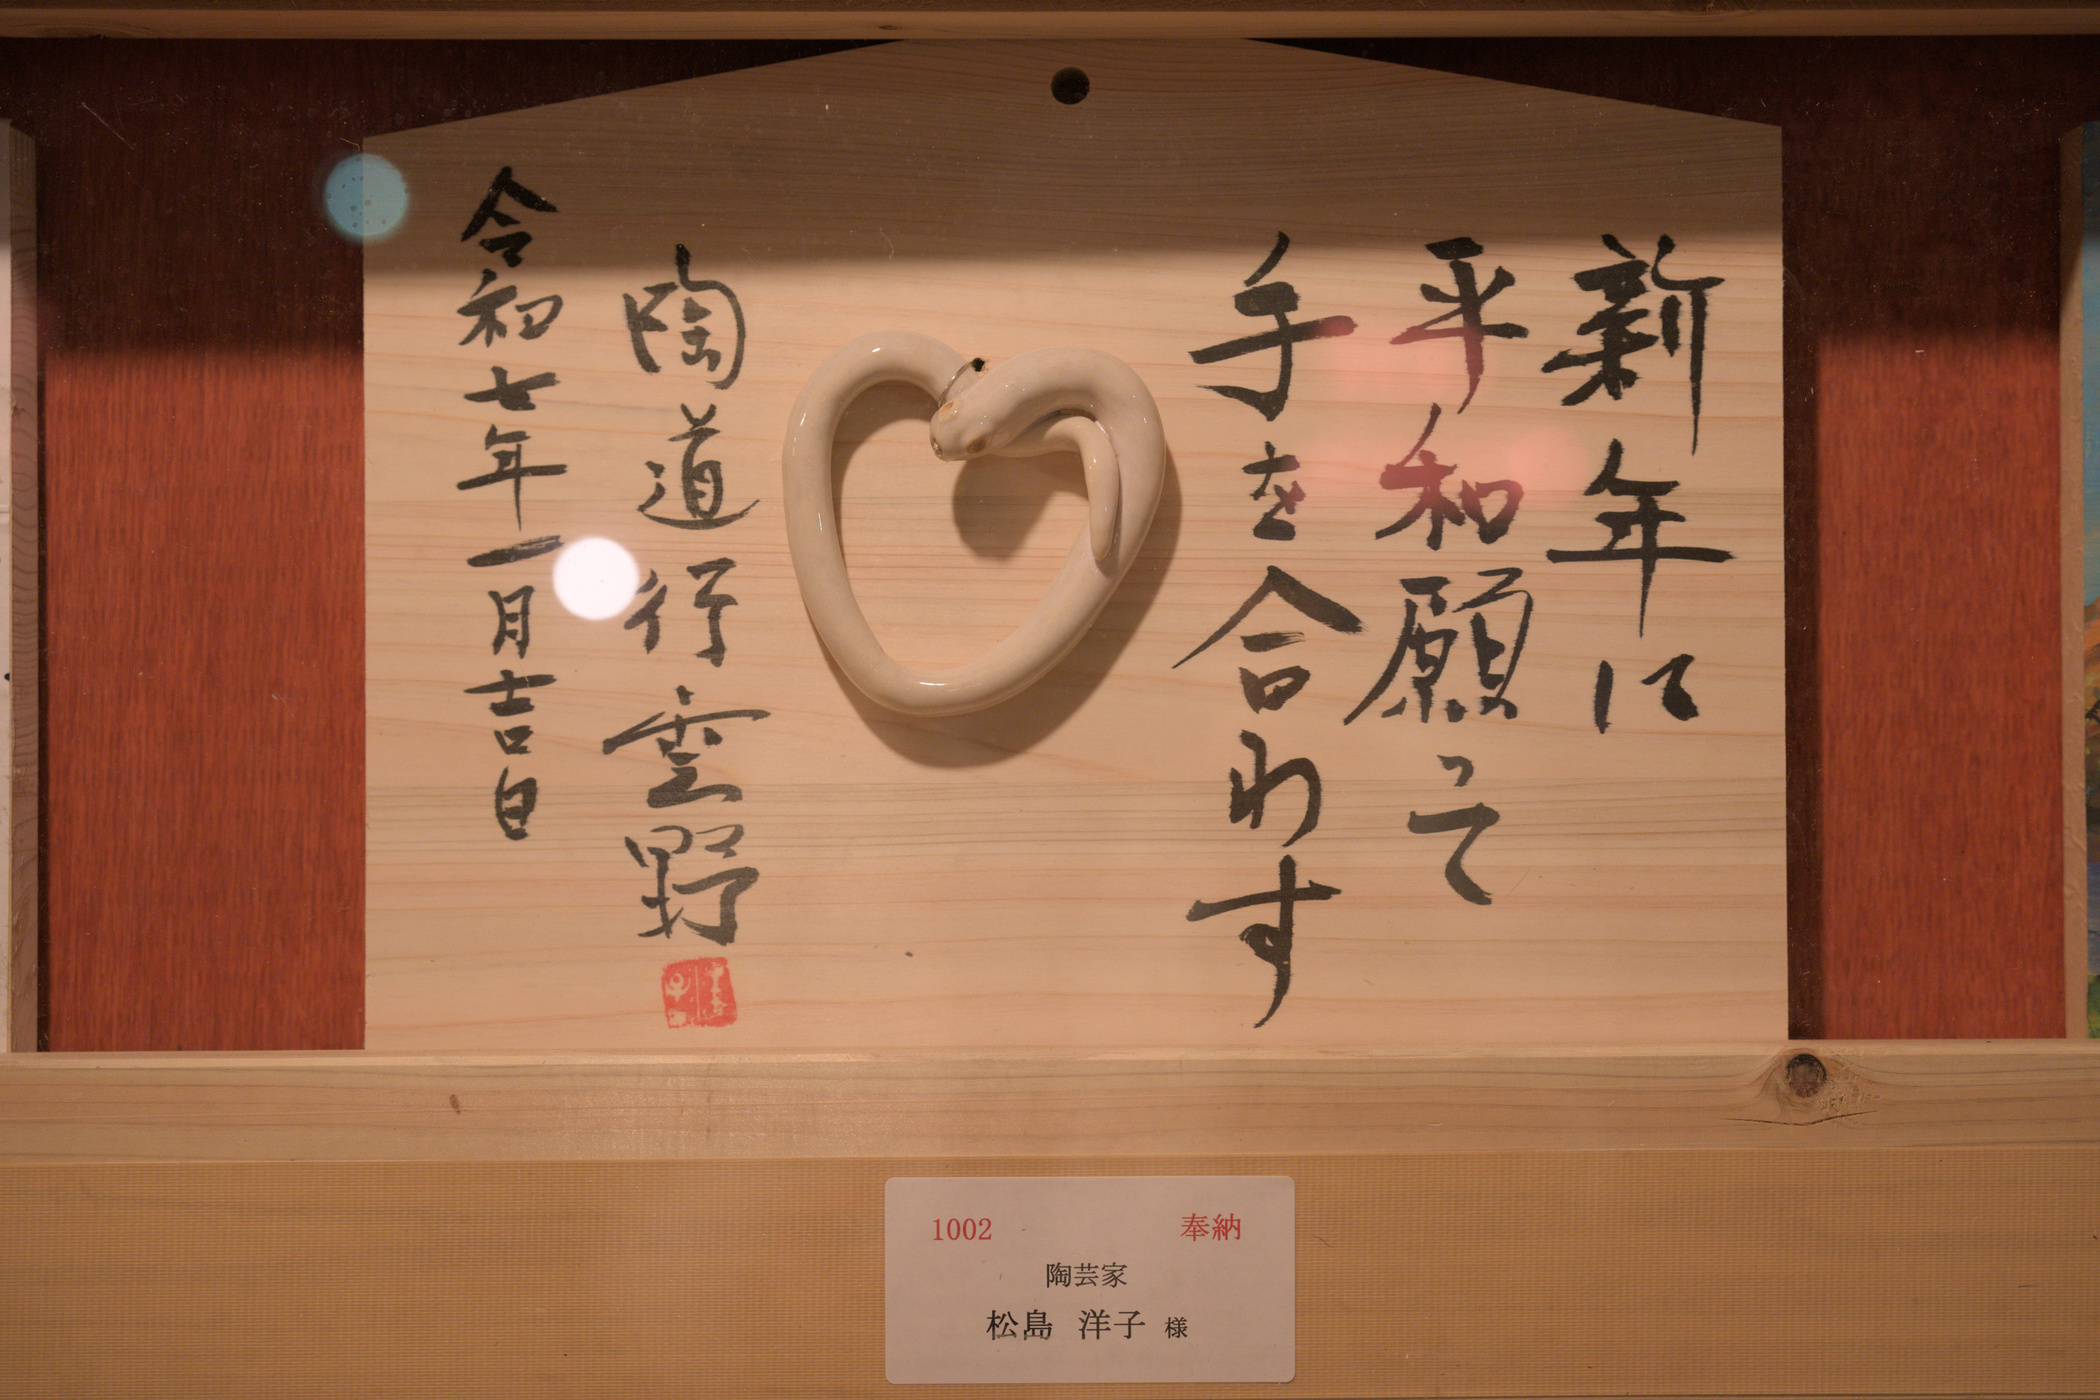 新年に
平和願って
手を合わす
陶道行雲野
令和七年一月吉日
1002 奉納
陶芸家
松島 洋子 様